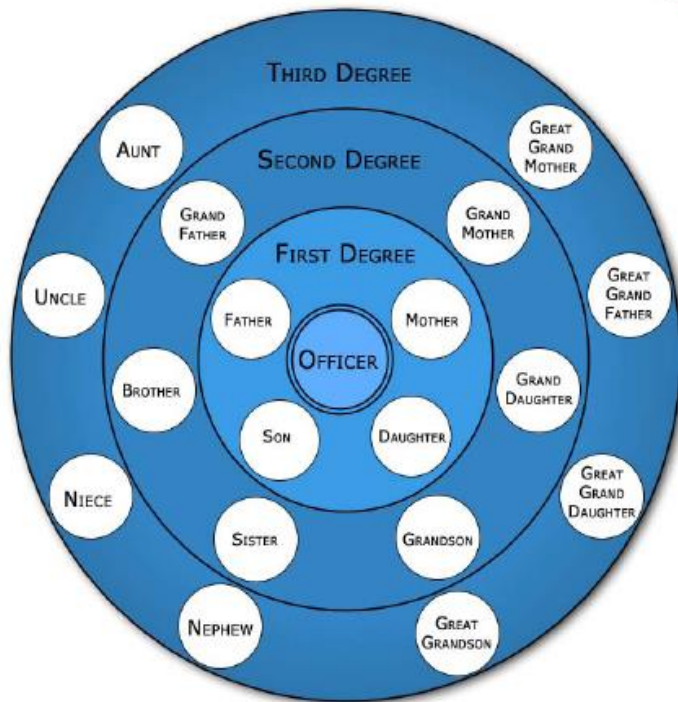 THIRD DEGREE
AUNT
GREAT
GRAND
MOTHER
SECOND DEGREE
GRAND
FATHER
GRAND
MOTHER
FIRST DEGREE
UNCLE
GREAT
GRAND
FATHER
FATHER
MOTHER
OFFICER
BROTHER
GRAND
DAUGHTER
SON
DAUGHTER
NIECE
GREAT
GRAND
DAUGHTER
SISTER
GRANDSON
NEPHEW
GREAT
GRANDSON